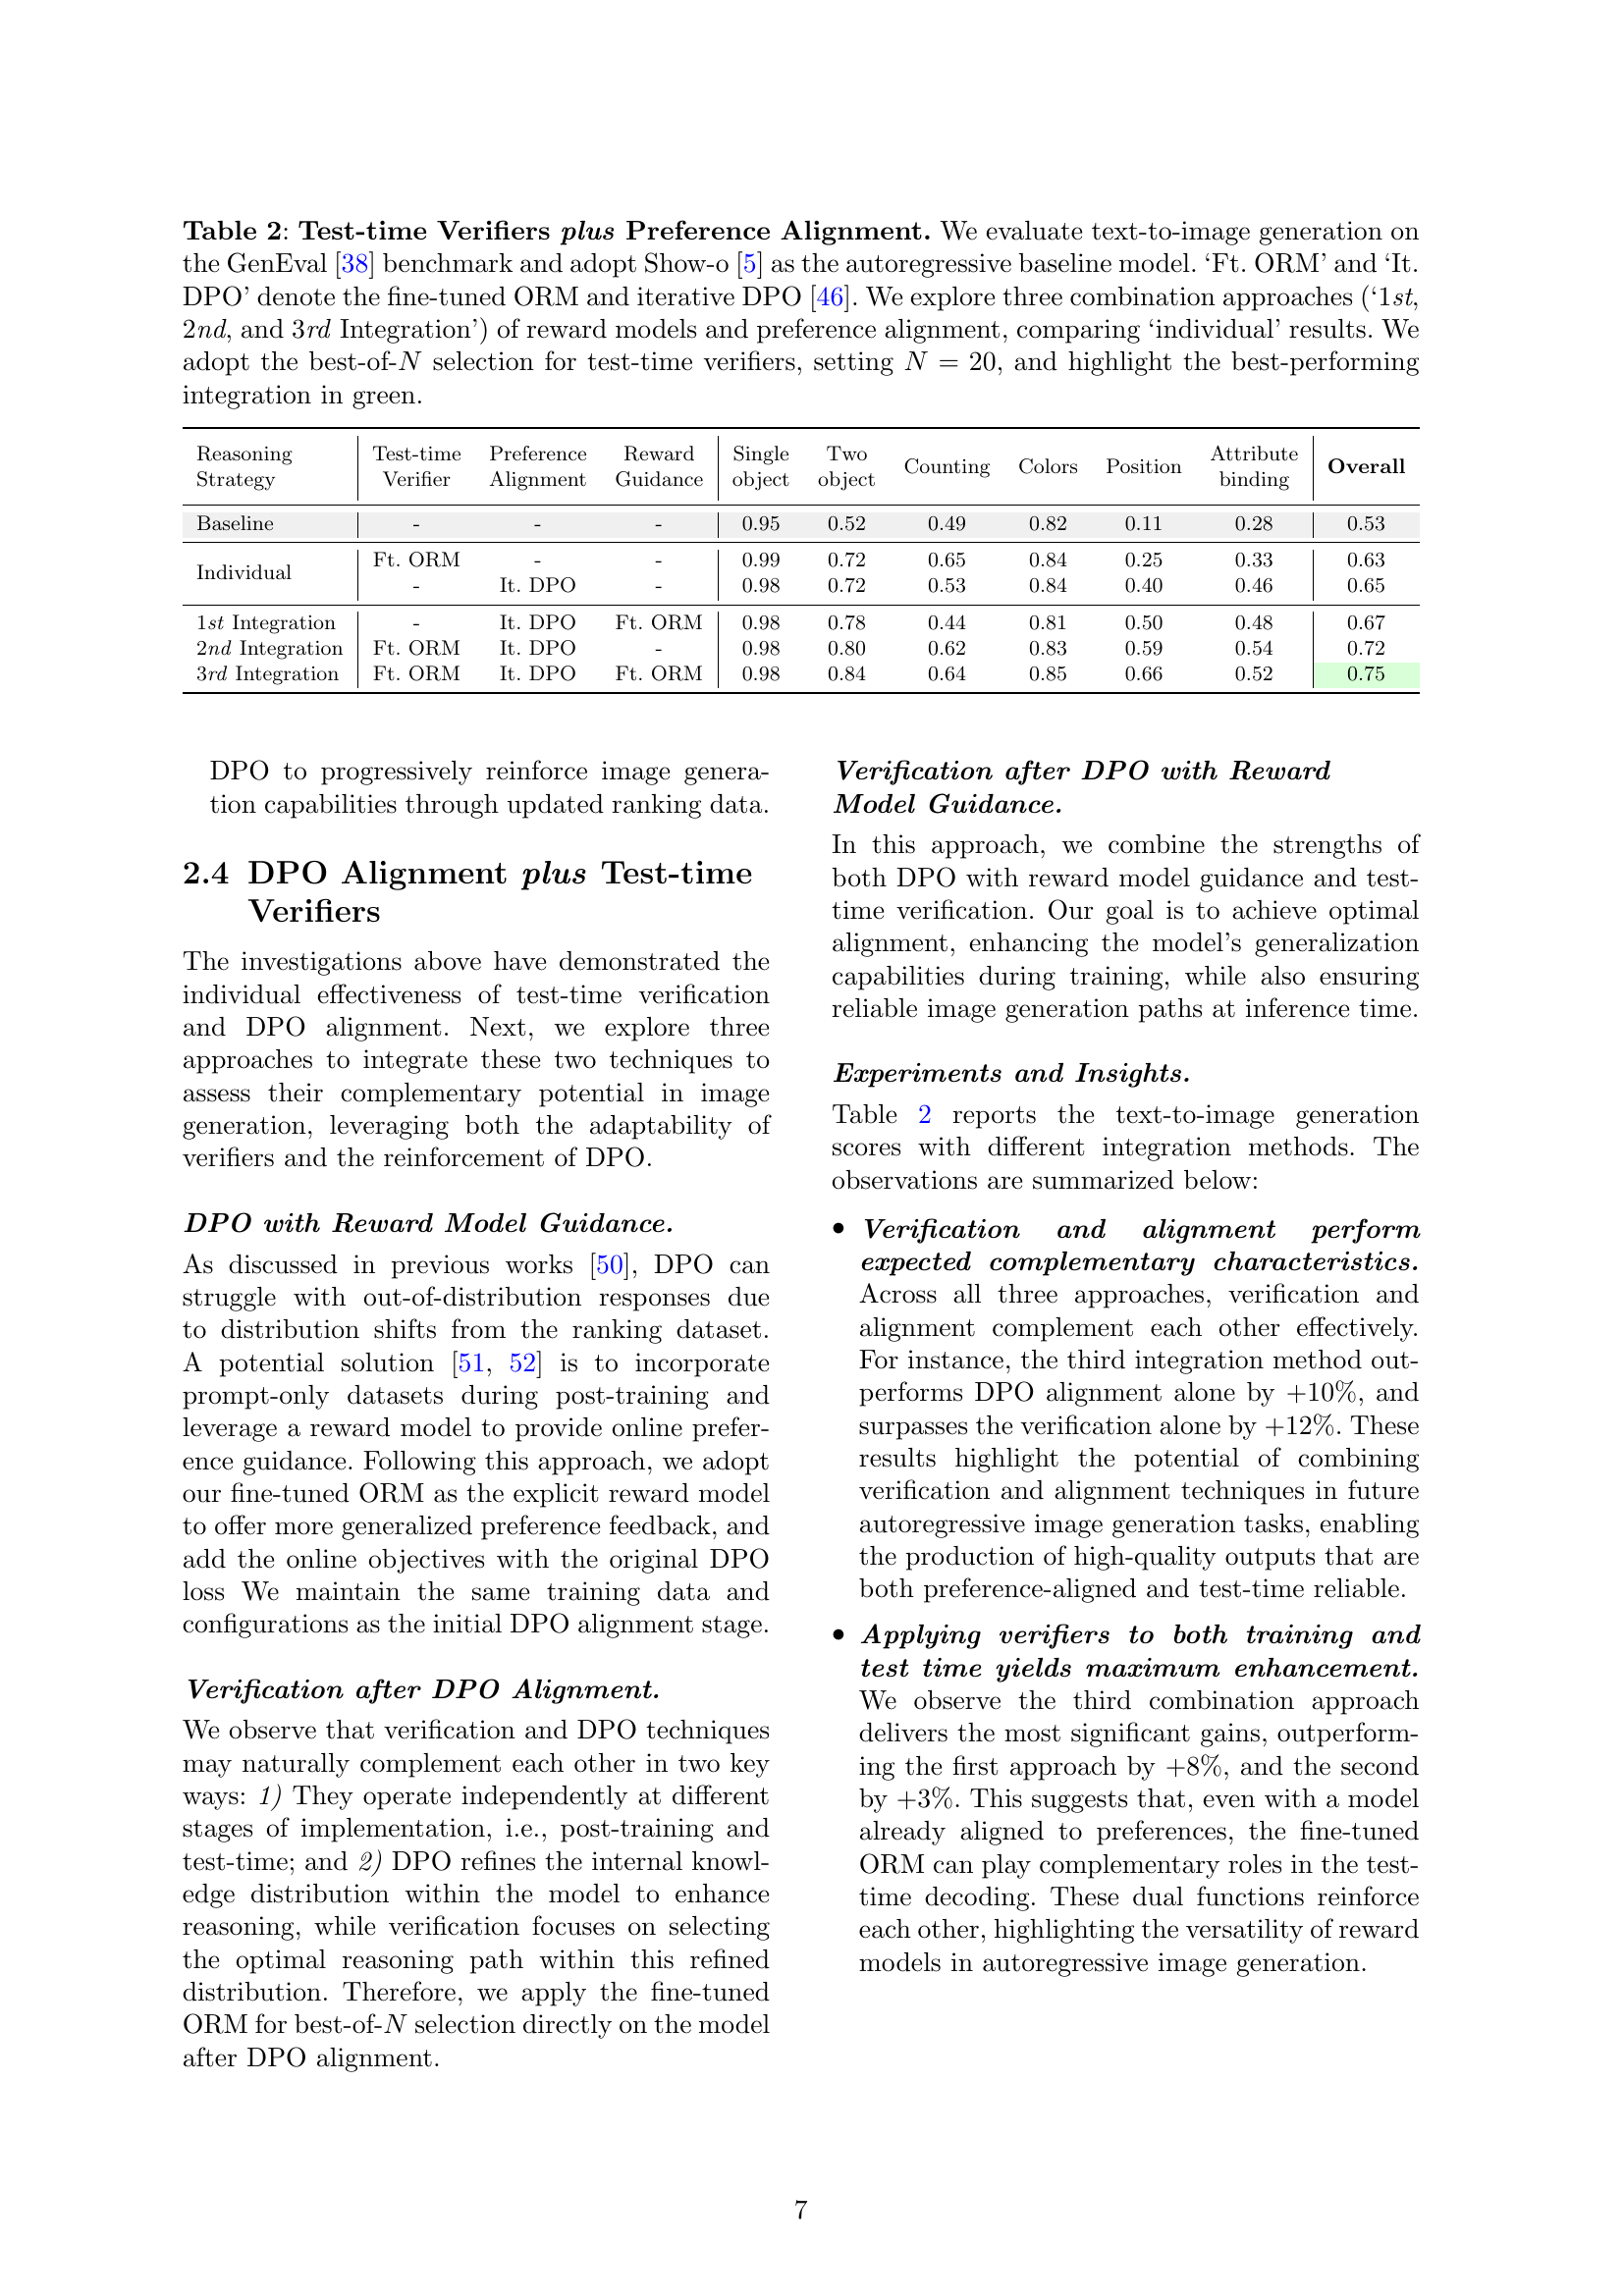 Table 2: Test-time Verifiers plus Preference Alignment. We evaluate text-to-image generation on
the GenEval [38] benchmark and adopt Show-o [5] as the autoregressive baseline model. ‘Ft. ORM’ and ‘It.
DPO’ denote the fine-tuned ORM and iterative DPO [46]. We explore three combination approaches (‘1st,
2nd, and 3rd Integration’) of reward models and preference alignment, comparing ‘individual’ results. We
adopt the best-of-N selection for test-time verifiers, setting N = 20, and highlight the best-performing
integration in green.
Reasoning Strategy Test-time Verifier Preference Alignment Reward Guidance Single object Two object Counting Colors Position Attribute binding Overall
Baseline - - - 0.95 0.52 0.49 0.82 0.11 0.28 0.53
Individual Ft. ORM - - 0.99 0.72 0.65 0.84 0.25 0.33 0.63
- It. DPO - 0.98 0.72 0.53 0.84 0.40 0.46 0.65
1st Integration - It. DPO Ft. ORM 0.98 0.78 0.44 0.81 0.50 0.48 0.67
2nd Integration Ft. ORM It. DPO - 0.98 0.80 0.62 0.83 0.59 0.54 0.72
3rd Integration Ft. ORM It. DPO Ft. ORM 0.98 0.84 0.64 0.85 0.66 0.52 0.75
DPO to progressively reinforce image genera-
tion capabilities through updated ranking data.
2.4 DPO Alignment plus Test-time
Verifiers
The investigations above have demonstrated the
individual effectiveness of test-time verification
and DPO alignment. Next, we explore three
approaches to integrate these two techniques to
assess their complementary potential in image
generation, leveraging both the adaptability of
verifiers and the reinforcement of DPO.
DPO with Reward Model Guidance.
As discussed in previous works [50], DPO can
struggle with out-of-distribution responses due
to distribution shifts from the ranking dataset.
A potential solution [51, 52] is to incorporate
prompt-only datasets during post-training and
leverage a reward model to provide online prefer-
ence guidance. Following this approach, we adopt
our fine-tuned ORM as the explicit reward model
to offer more generalized preference feedback, and
add the online objectives with the original DPO
loss We maintain the same training data and
configurations as the initial DPO alignment stage.
Verification after DPO Alignment.
We observe that verification and DPO techniques
may naturally complement each other in two key
ways: 1) They operate independently at different
stages of implementation, i.e., post-training and
test-time; and 2) DPO refines the internal knowl-
edge distribution within the model to enhance
reasoning, while verification focuses on selecting
the optimal reasoning path within this refined
distribution. Therefore, we apply the fine-tuned
ORM for best-of-N selection directly on the model
after DPO alignment.
Verification after DPO with Reward
Model Guidance.
In this approach, we combine the strengths of
both DPO with reward model guidance and test-
time verification. Our goal is to achieve optimal
alignment, enhancing the model’s generalization
capabilities during training, while also ensuring
reliable image generation paths at inference time.
Experiments and Insights.
Table 2 reports the text-to-image generation
scores with different integration methods. The
observations are summarized below:
• Verification and alignment perform
expected complementary characteristics.
Across all three approaches, verification and
alignment complement each other effectively.
For instance, the third integration method out-
performs DPO alignment alone by +10%, and
surpasses the verification alone by +12%. These
results highlight the potential of combining
verification and alignment techniques in future
autoregressive image generation tasks, enabling
the production of high-quality outputs that are
both preference-aligned and test-time reliable.
• Applying verifiers to both training and
test time yields maximum enhancement.
We observe the third combination approach
delivers the most significant gains, outperform-
ing the first approach by +8%, and the second
by +3%. This suggests that, even with a model
already aligned to preferences, the fine-tuned
ORM can play complementary roles in the test-
time decoding. These dual functions reinforce
each other, highlighting the versatility of reward
models in autoregressive image generation.
7